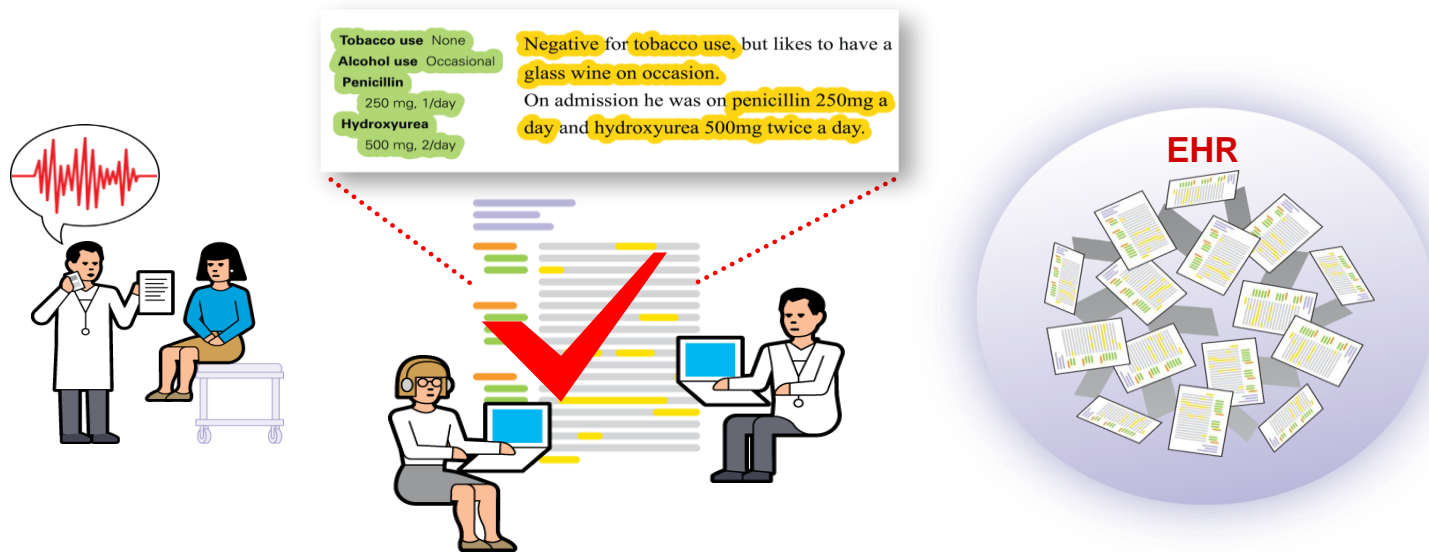 Tobacco use None
Alcohol use Occasional
Penicillin
250 mg, 1/day
Hydroxyurea
500 mg, 2/day
Negative for tobacco use, but likes to have a
glass wine on occasion.
On admission he was on penicillin 250mg a
day and hydroxyurea 500mg twice a day.
EHR